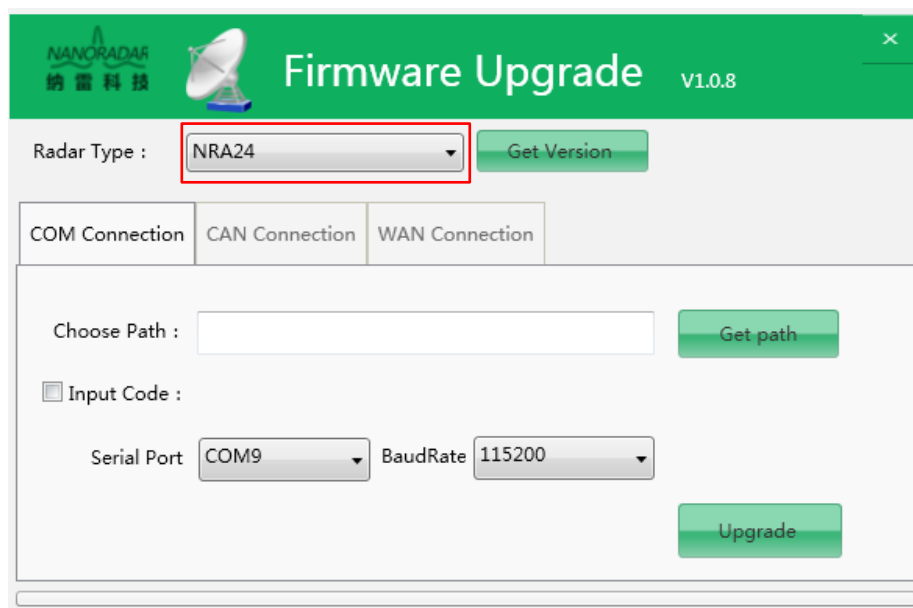 NANORADAR
纳雷科技
Firmware Upgrade V1.0.8
×
Radar Type : NRA24 Get Version
COM Connection CAN Connection WAN Connection
Choose Path : Get path
Input Code :
Serial Port COM9 BaudRate 115200
Upgrade